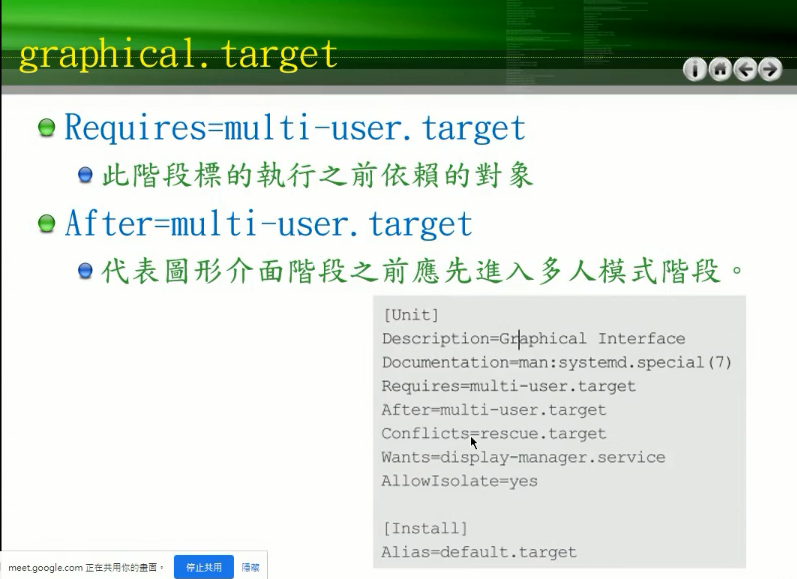 graphical.target
Requires=multi-user.target
此階段標的執行之前依賴的對象
After=multi-user.target
代表圖形介面階段之前應先進入多人模式階段。
[Unit]
Description=Graphical Interface
Documentation=man:systemd.special(7)
Requires=multi-user.target
After=multi-user.target
Conflicts=rescue.target
Wants=display-manager.service
AllowIsolate=yes
[Install]
Alias=default.target
meet.google.com 正在共用你的畫面。 停止共用 隱藏